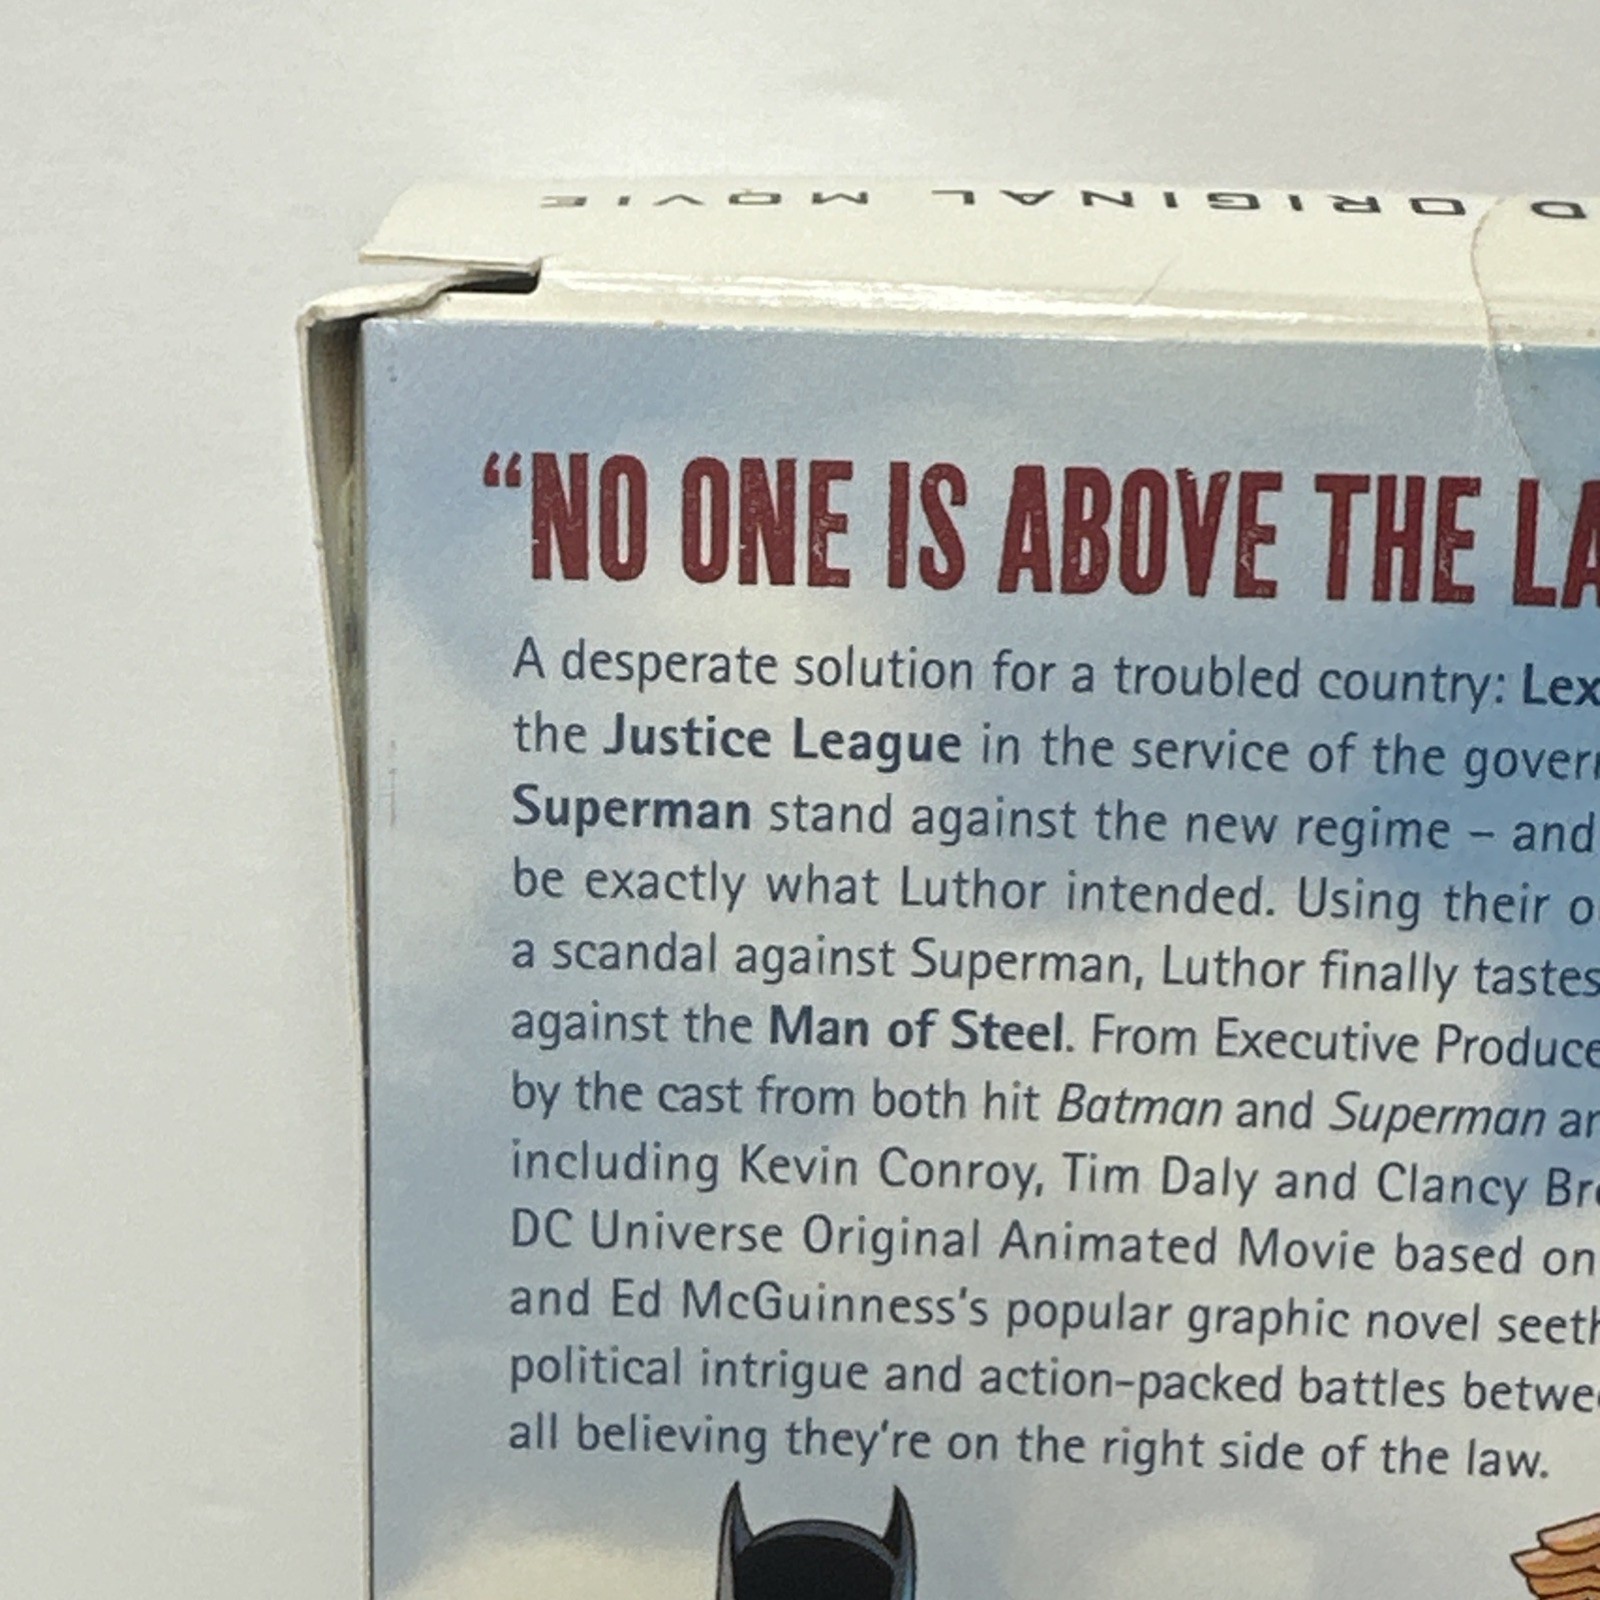 D ORIGINAL MOVIE
“NO ONE IS ABOVE THE LA
A desperate solution for a troubled country: Lex
the Justice League in the service of the govern
Superman stand against the new regime – and
be exactly what Luthor intended. Using their o
a scandal against Superman, Luthor finally tastes
against the Man of Steel. From Executive Produce
by the cast from both hit Batman and Superman an
including Kevin Conroy, Tim Daly and Clancy Bro
DC Universe Original Animated Movie based on
and Ed McGuinness's popular graphic novel seeth
political intrigue and action-packed battles betwee
all believing they're on the right side of the law.